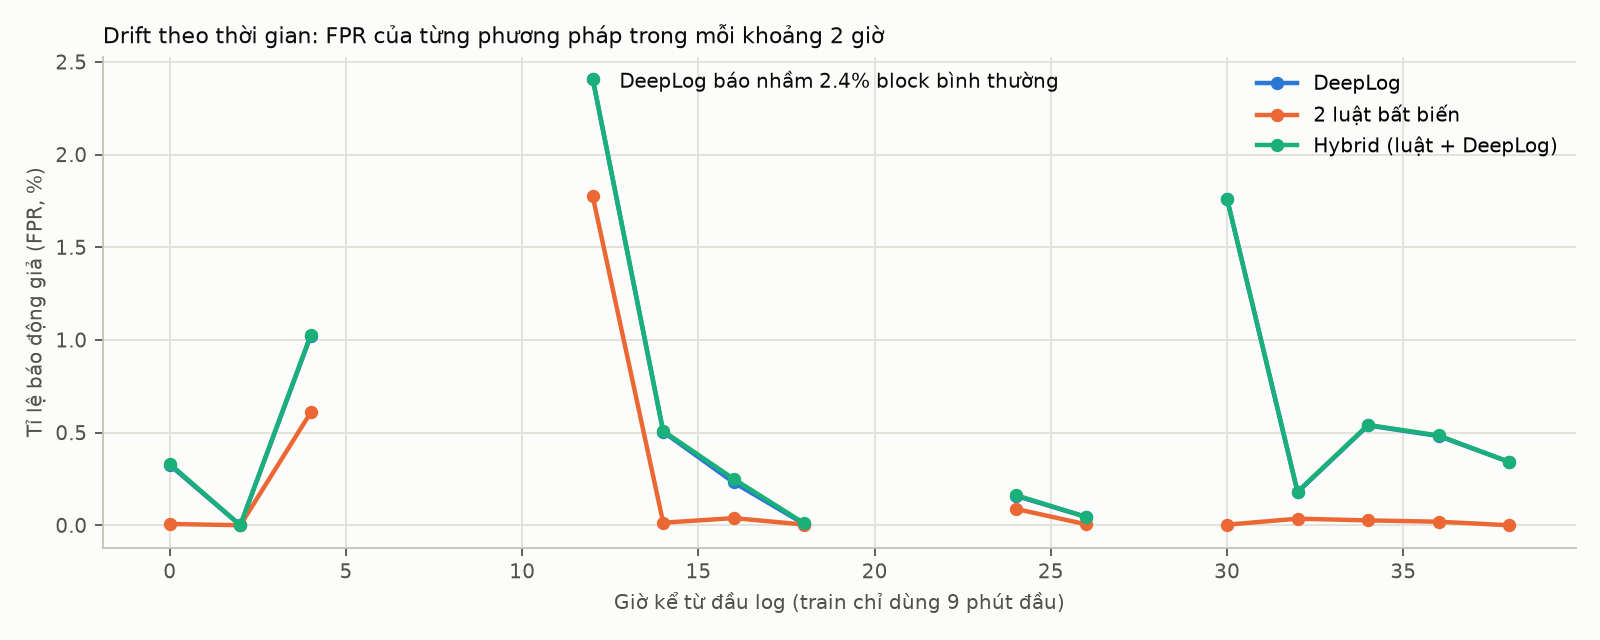 Drift theo thời gian: FPR của từng phương pháp trong mỗi khoảng 2 giờ
Tỉ lệ báo động giả (FPR, %)
2.5
2.0
1.5
1.0
0.5
0.0
DeepLog báo nhầm 2.4% block bình thường
DeepLog
2 luật bất biến
Hybrid (luật + DeepLog)
0 5 10 15 20 25 30 35
Giờ kể từ đầu log (train chỉ dùng 9 phút đầu)